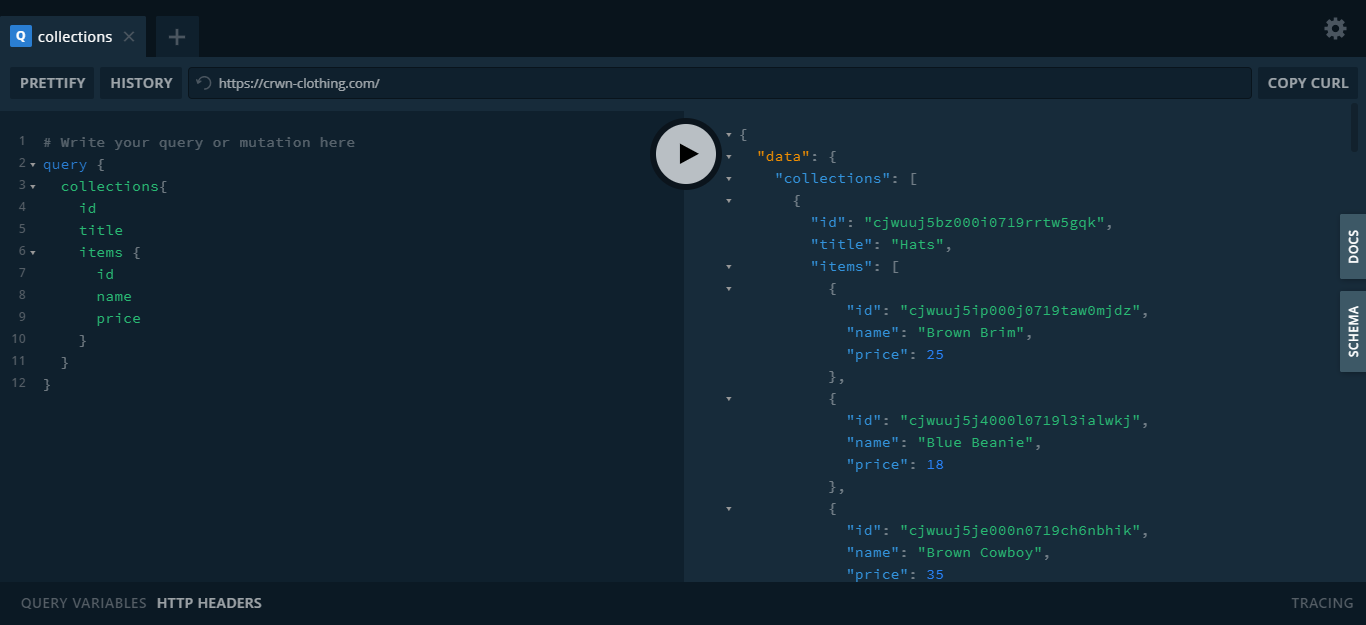 Q collections
PRETTIFY HISTORY https://crwn-clothing.com/ COPY CURL
1 # Write your query or mutation here
2 query {
3 collections{
4 id
5 title
6 items {
7 id
8 name
9 price
10 }
11 }
12 }
{
"data": {
"collections": [
{
"id": "cjwuuj5bz000i0719rrtw5gqk",
"title": "Hats",
"items": [
{
"id": "cjwuuj5ip000j0719taw0mjdz",
"name": "Brown Brim",
"price": 25
},
{
"id": "cjwuuj5j4000l0719l3ialwkj",
"name": "Blue Beanie",
"price": 18
},
{
"id": "cjwuuj5je000n0719ch6nbhik",
"name": "Brown Cowboy",
"price": 35
DOCS
SCHEMA
QUERY VARIABLES HTTP HEADERS TRACING